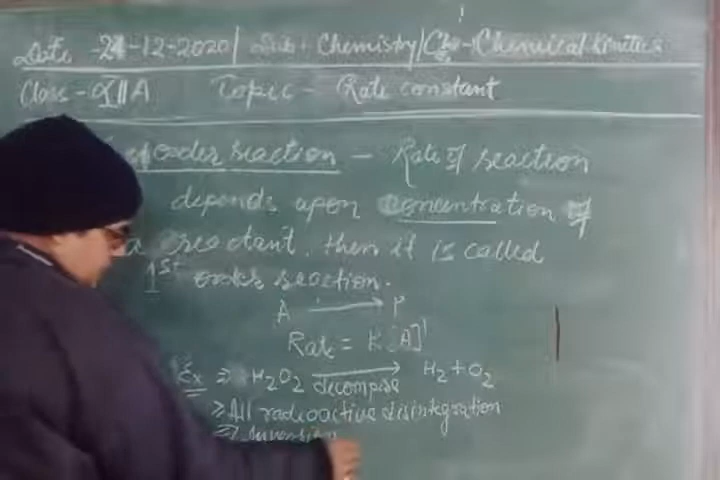 Date - 24-12-2020 | Sub: Chemistry/Ch-Chemical Kinetics
Class - XII A Topic - Rate constant
order reaction - Rate of reaction
depends upon concentration of
a reactant. then it is called
1st order reaction.
A → P
Rate = K[A]¹
Ex ⇒ H₂O₂ decompose → H₂ + O₂
⇒ All radioactive disintegration
⇒ Inversion